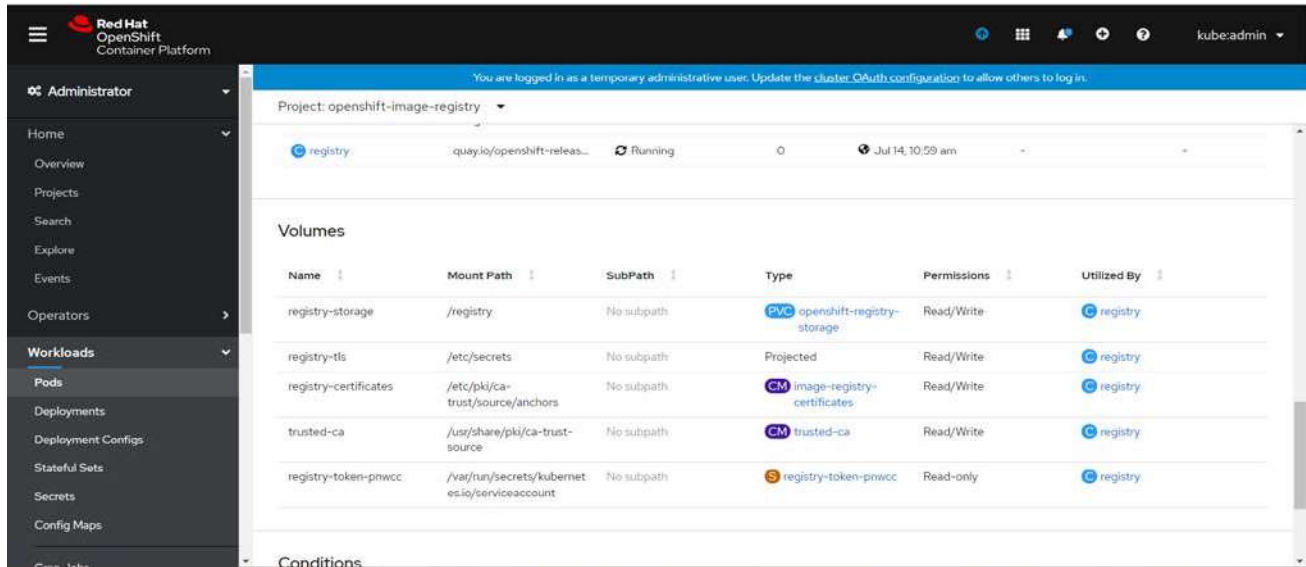 Red Hat
OpenShift
Container Platform
kube:admin
You are logged in as a temporary administrative user. Update the cluster OAuth configuration to allow others to log in.
Administrator
Project: openshift-image-registry
Home
Overview
Projects
Search
Explore
Events
Operators
Workloads
Pods
Deployments
Deployment Configs
Stateful Sets
Secrets
Config Maps
C registry quay.io/openshift-releas... Running 0 Jul 14, 10:59 am - -
Volumes
Name Mount Path SubPath Type Permissions Utilized By
registry-storage /registry No subpath PVC openshift-registry- Read/Write C registry
storage
registry-tls /etc/secrets No subpath Projected Read/Write C registry
registry-certificates /etc/pki/ca- No subpath CM image-registry- Read/Write C registry
trust/source/anchors certificates
trusted-ca /usr/share/pki/ca-trust- No subpath CM trusted-ca Read/Write C registry
source
registry-token-pnwcc /var/run/secrets/kubernet No subpath S registry-token-pnwcc Read-only C registry
es.io/serviceaccount
Conditions